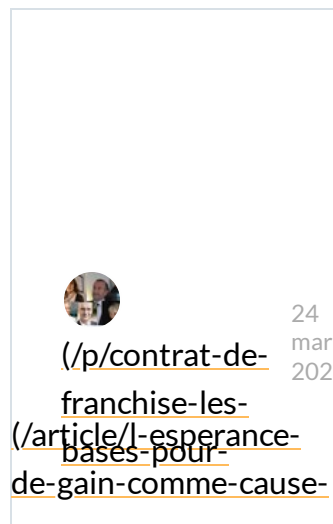 24
mar
202
(/p/contrat-de-
franchise-les-
(/article/l-esperance-
bases-pour-
de-gain-comme-cause-